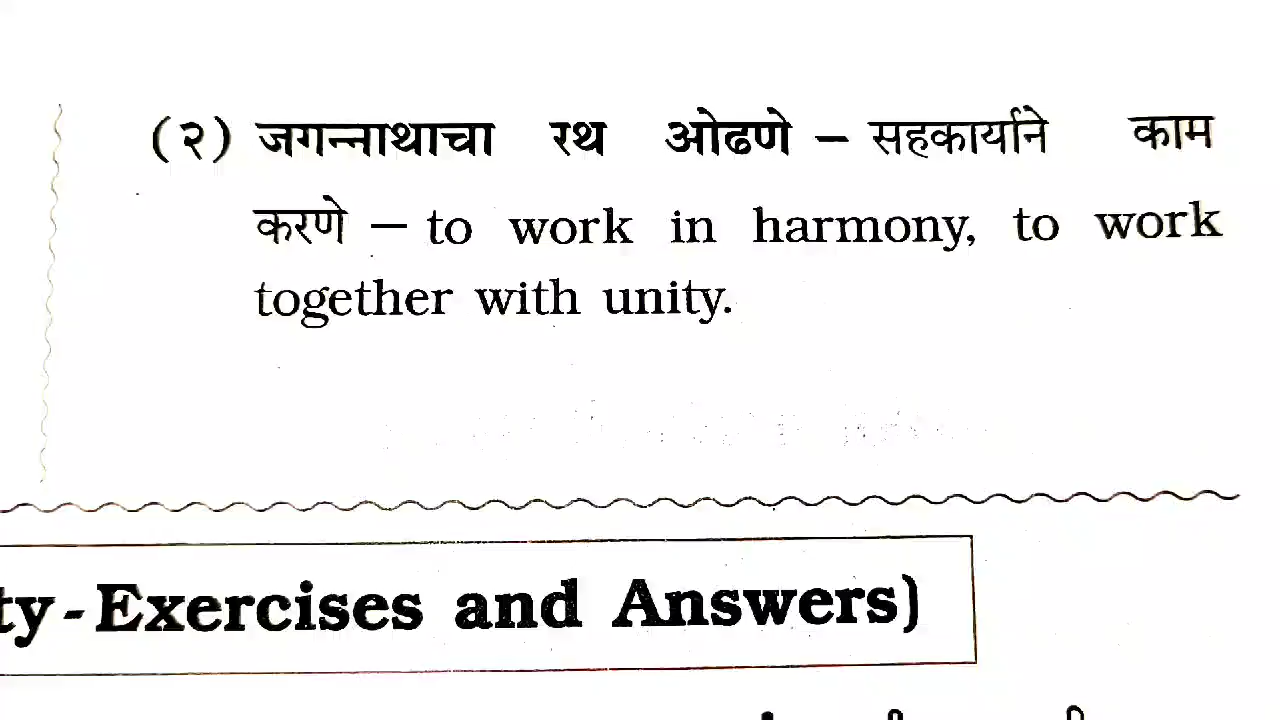 (२) जगन्नाथाचा रथ ओढणे – सहकार्याने काम
करणे – to work in harmony, to work
together with unity.
ty-Exercises and Answers)